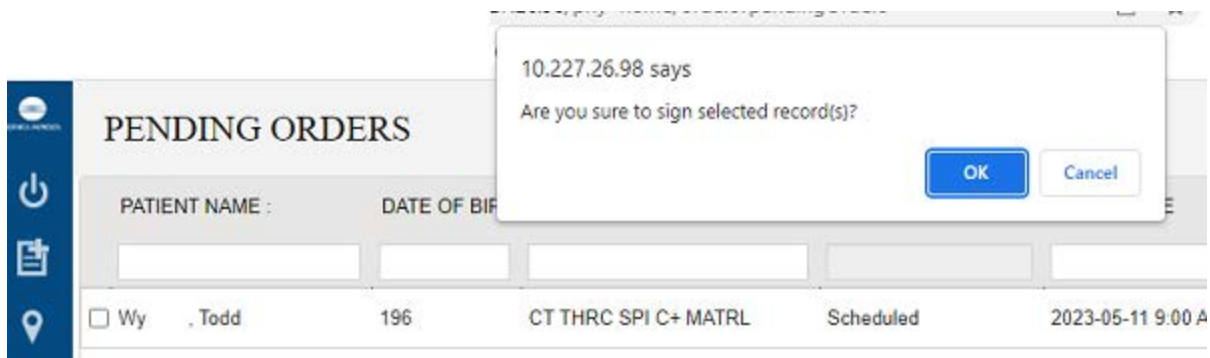 10.227.26.98 says
Are you sure to sign selected record(s)?
OK Cancel
PENDING ORDERS
PATIENT NAME : DATE OF BIR
Wy , Todd 196 CT THRC SPI C+ MATRL Scheduled 2023-05-11 9:00 A